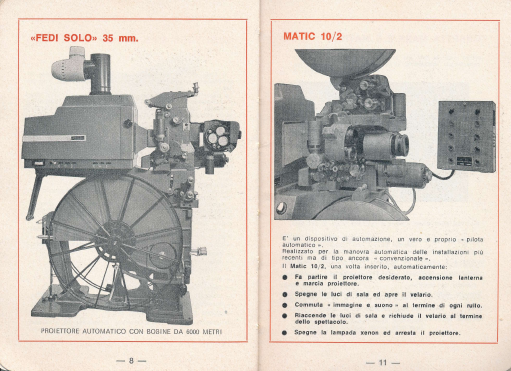 «FEDI SOLO» 35 mm.
PROIETTORE AUTOMATICO CON BOBINE DA 6000 METRI
— 8 —
MATIC 10/2
E' un dispositivo di automazione, un vero e proprio «pilota
automatico».
Realizzato per la manovra automatica delle installazioni più
recenti ma di tipo ancora «convenzionale».
Il Matic 10/2, una volta inserito, automaticamente:
● Fa partire il proiettore desiderato, accensione lanterna
e marcia proiettore.
● Spegne le luci di sala ed apre il velario.
● Commuta «immagine e suono» al termine di ogni rullo.
● Riaccende le luci di sala e richiude il velario al termine
dello spettacolo.
● Spegne la lampada xenon ed arresta il proiettore.
— 11 —